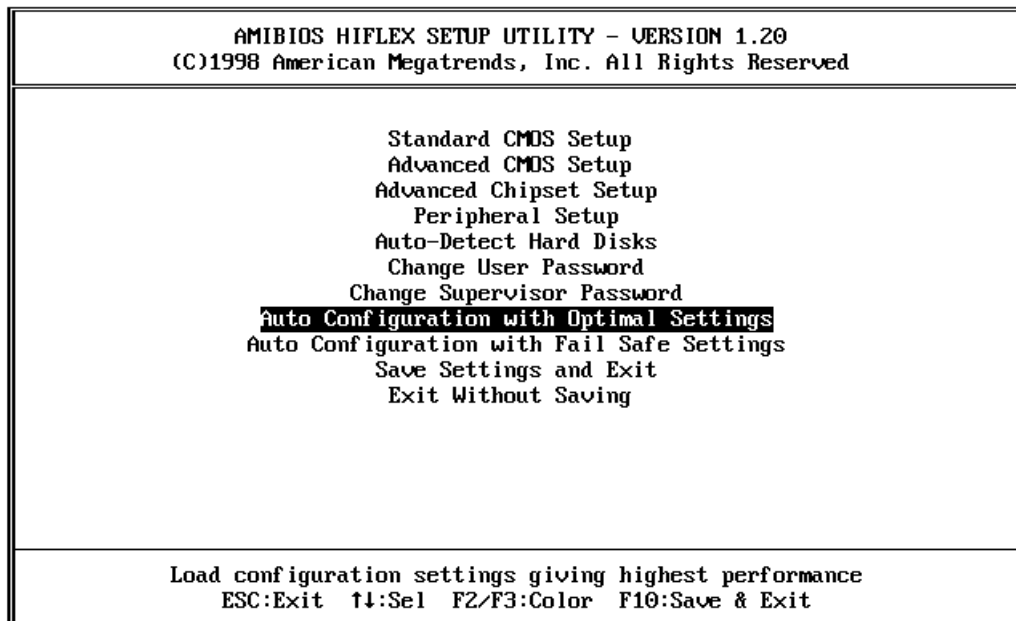 AMIBIOS HIFLEX SETUP UTILITY - VERSION 1.20
(C)1998 American Megatrends, Inc. All Rights Reserved
Standard CMOS Setup
Advanced CMOS Setup
Advanced Chipset Setup
Peripheral Setup
Auto-Detect Hard Disks
Change User Password
Change Supervisor Password
Auto Configuration with Optimal Settings
Auto Configuration with Fail Safe Settings
Save Settings and Exit
Exit Without Saving
Load configuration settings giving highest performance
ESC:Exit ↑↓:Sel F2/F3:Color F10:Save & Exit